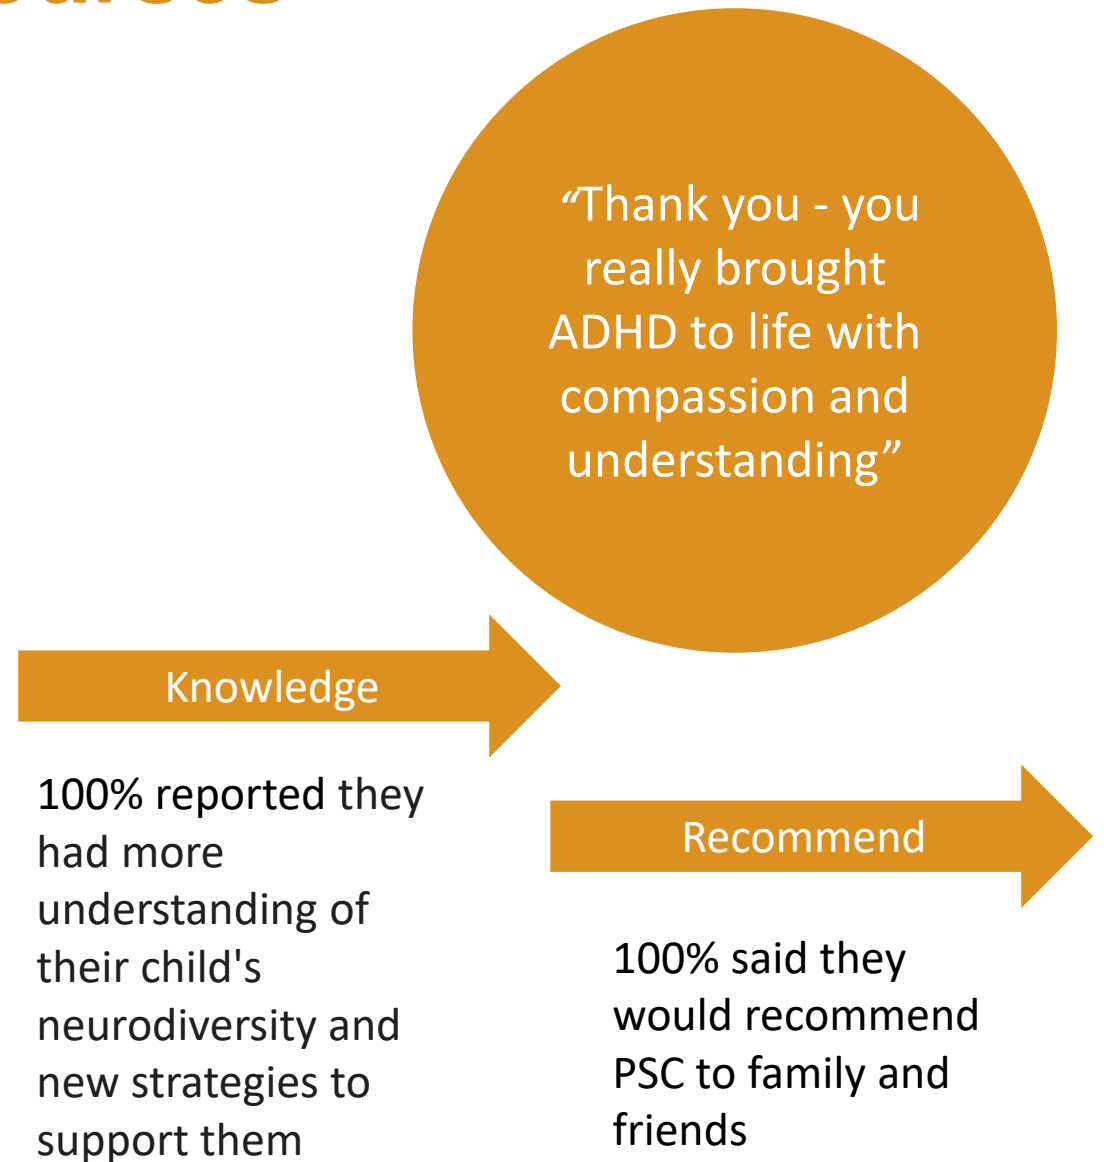 “Thank you - you
really brought
ADHD to life with
compassion and
understanding”
Knowledge
100% reported they
had more
understanding of
their child's
neurodiversity and
new strategies to
support them
Recommend
100% said they
would recommend
PSC to family and
friends